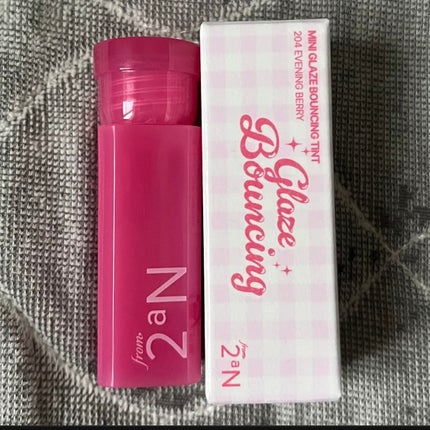 from
2aN
MINI GLAZE BOUNCING TINT
204 EVENING BERRY
Glaze
Bouncing
from
2aN